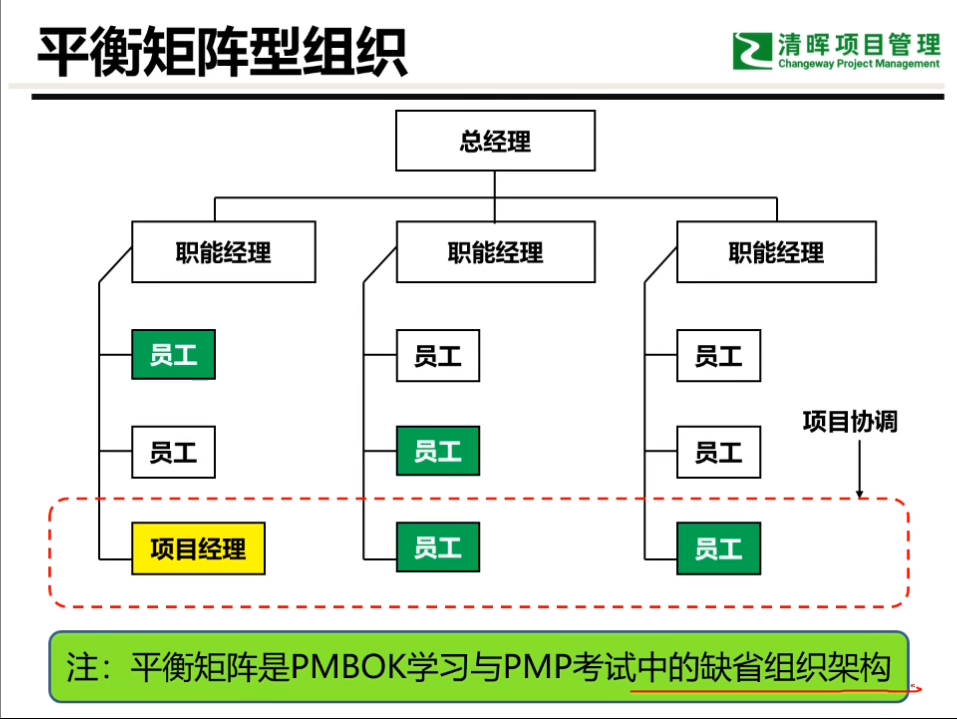 平衡矩阵型组织
清晖项目管理
Changeway Project Management
总经理
职能经理
职能经理
职能经理
员工
员工
员工
员工
员工
员工
项目协调
项目经理
员工
员工
注：平衡矩阵是PMBOK学习与PMP考试中的缺省组织架构